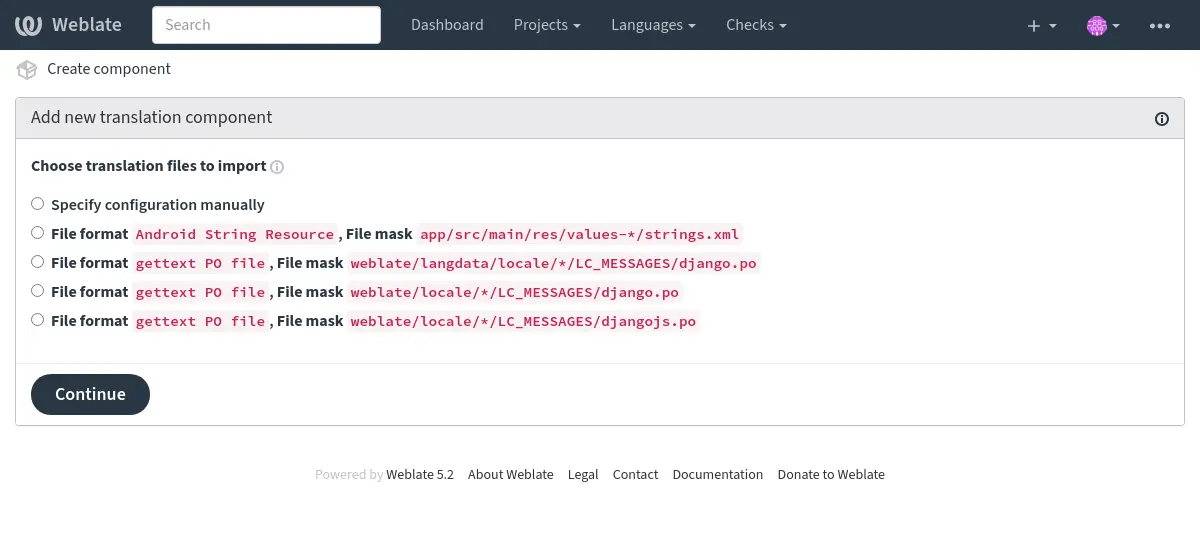 Weblate Search Dashboard Projects Languages Checks
Create component
Add new translation component
Choose translation files to import
Specify configuration manually
File format Android String Resource, File mask app/src/main/res/values-*/strings.xml
File format gettext PO file, File mask weblate/langdata/locale/*/LC_MESSAGES/django.po
File format gettext PO file, File mask weblate/locale/*/LC_MESSAGES/django.po
File format gettext PO file, File mask weblate/locale/*/LC_MESSAGES/djangojs.po
Continue
Powered by Weblate 5.2 About Weblate Legal Contact Documentation Donate to Weblate